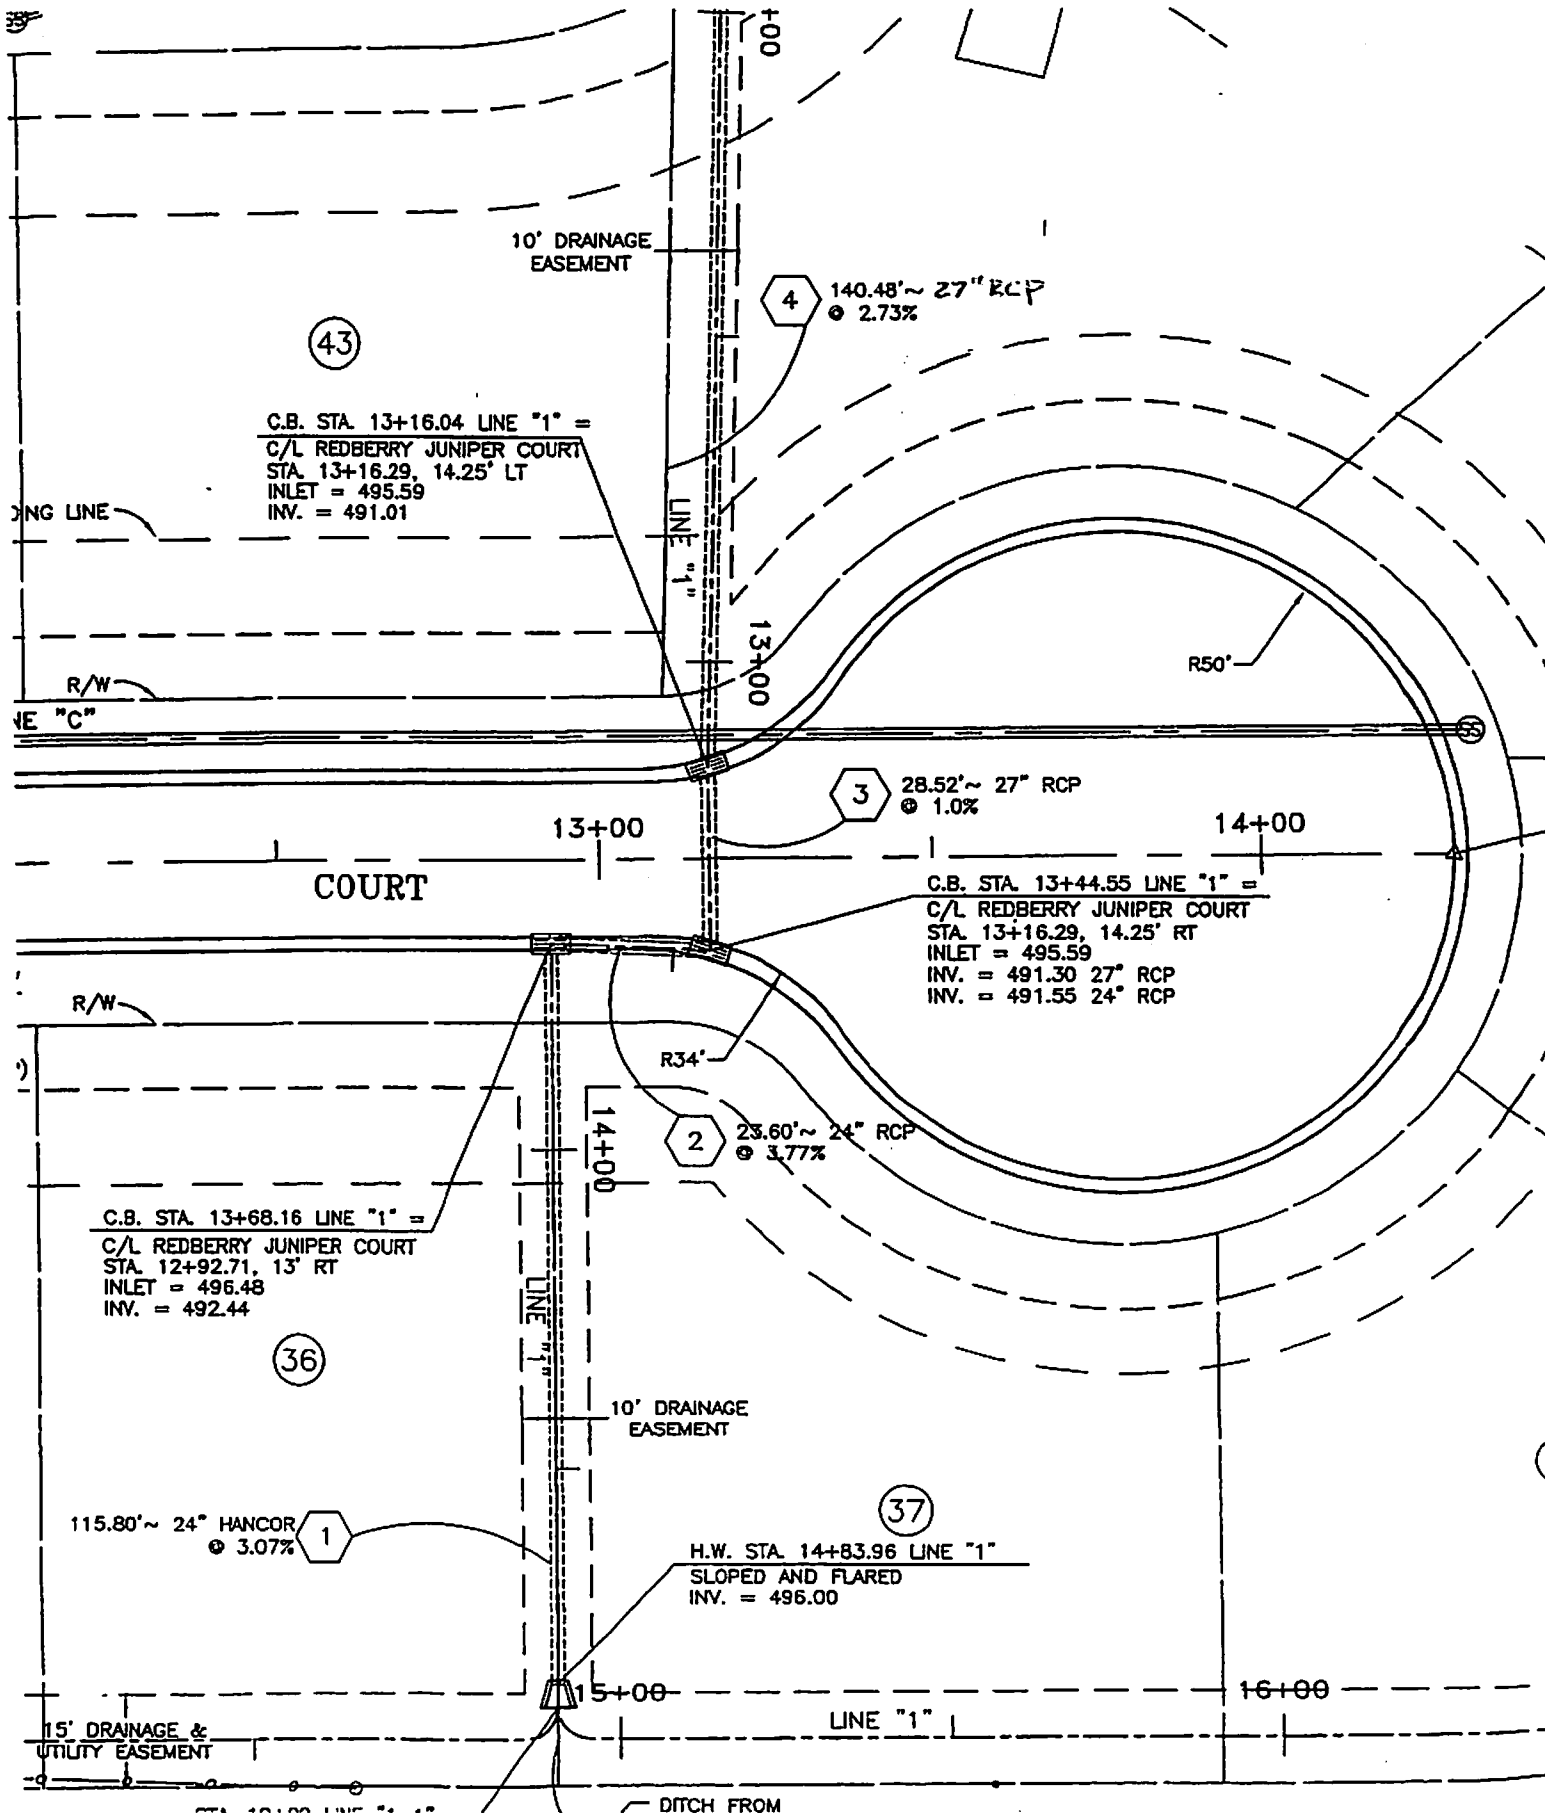 +00
10' DRAINAGE
EASEMENT
4
140.48'~ 27" RCP
@ 2.73%
43
C.B. STA. 13+16.04 LINE "1" =
C/L REDBERRY JUNIPER COURT
STA. 13+16.29, 14.25' LT
INLET = 495.59
INV. = 491.01
LINE
LINE "1"
13+00
R50'
R/W
"C"
SS
3
28.52'~ 27" RCP
@ 1.0%
13+00
14+00
COURT
C.B. STA. 13+44.55 LINE "1" =
C/L REDBERRY JUNIPER COURT
STA. 13+16.29, 14.25' RT
INLET = 495.59
INV. = 491.30 27" RCP
INV. = 491.55 24" RCP
R/W
R34'
14+00
2
23.60'~ 24" RCP
@ 3.77%
C.B. STA. 13+68.16 LINE "1" =
C/L REDBERRY JUNIPER COURT
STA. 12+92.71, 13' RT
INLET = 496.48
INV. = 492.44
LINE "1"
36
10' DRAINAGE
EASEMENT
37
115.80'~ 24" HANCOR
@ 3.07%
1
H.W. STA. 14+83.96 LINE "1"
SLOPED AND FLARED
INV. = 496.00
15+00
16+00
LINE "1"
15' DRAINAGE &
UTILITY EASEMENT
DITCH FROM